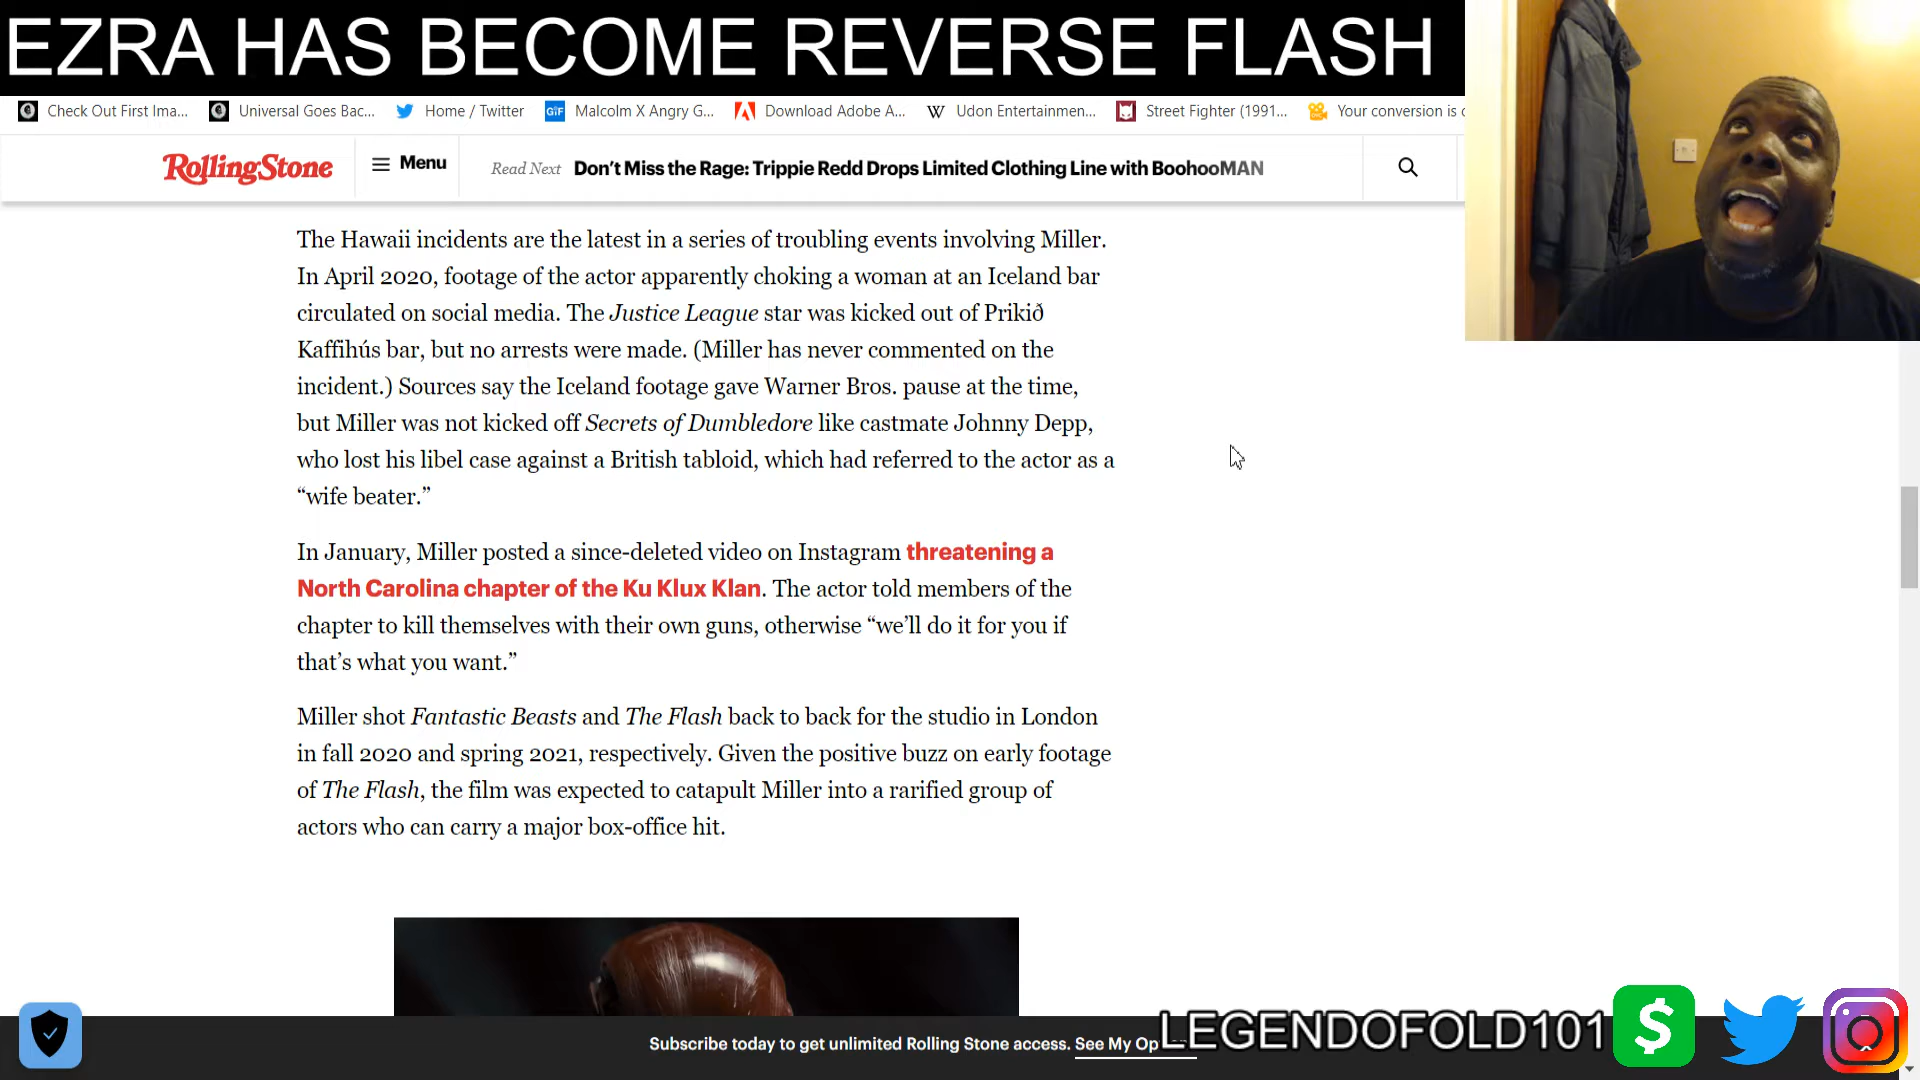 EZRA HAS BECOME REVERSE FLASH
Check Out First Ima... Universal Goes Bac... Home / Twitter GIF Malcolm X Angry G... Download Adobe A... W Udon Entertainmen... Street Fighter (1991... Your conversion is c
RollingStone Menu Read Next Don't Miss the Rage: Trippie Redd Drops Limited Clothing Line with BoohooMAN
The Hawaii incidents are the latest in a series of troubling events involving Miller.
In April 2020, footage of the actor apparently choking a woman at an Iceland bar
circulated on social media. The Justice League star was kicked out of Prikið
Kaffihús bar, but no arrests were made. (Miller has never commented on the
incident.) Sources say the Iceland footage gave Warner Bros. pause at the time,
but Miller was not kicked off Secrets of Dumbledore like castmate Johnny Depp,
who lost his libel case against a British tabloid, which had referred to the actor as a
“wife beater.”
In January, Miller posted a since-deleted video on Instagram threatening a
North Carolina chapter of the Ku Klux Klan. The actor told members of the
chapter to kill themselves with their own guns, otherwise “we’ll do it for you if
that’s what you want.”
Miller shot Fantastic Beasts and The Flash back to back for the studio in London
in fall 2020 and spring 2021, respectively. Given the positive buzz on early footage
of The Flash, the film was expected to catapult Miller into a rarified group of
actors who can carry a major box-office hit.
Subscribe today to get unlimited Rolling Stone access. See My
LEGENDOFOLD101 $